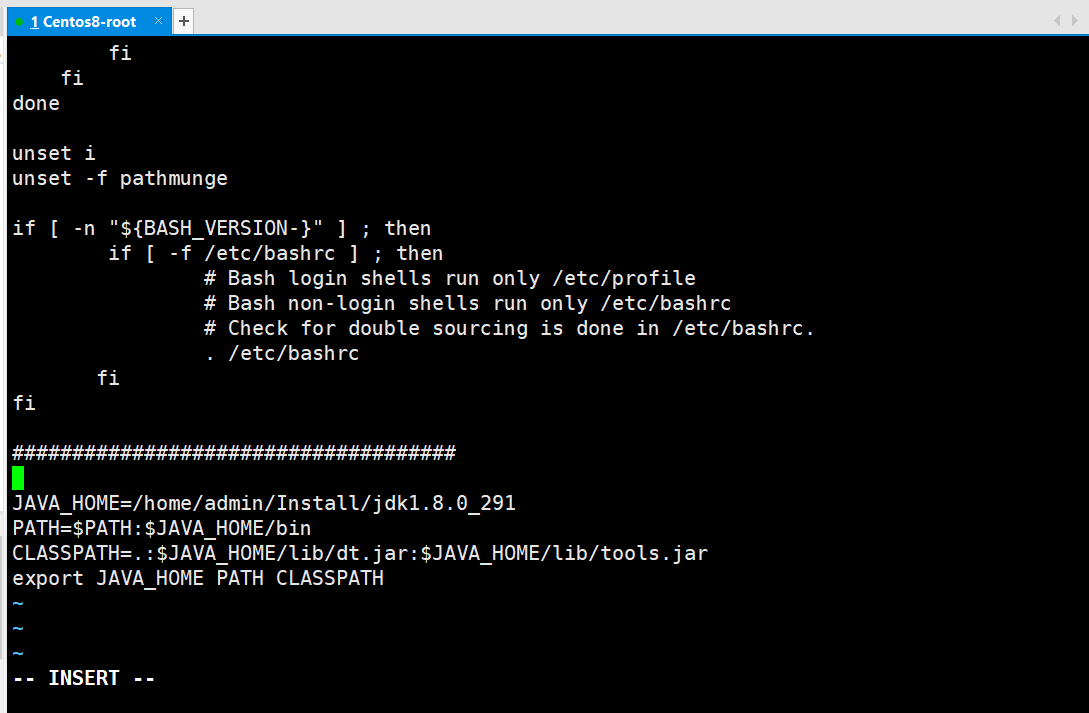 1 Centos8-root × +
        fi
    fi
done

unset i
unset -f pathmunge

if [ -n "${BASH_VERSION-}" ] ; then
        if [ -f /etc/bashrc ] ; then
                # Bash login shells run only /etc/profile
                # Bash non-login shells run only /etc/bashrc
                # Check for double sourcing is done in /etc/bashrc.
                . /etc/bashrc
       fi
fi

#####################################

JAVA_HOME=/home/admin/Install/jdk1.8.0_291
PATH=$PATH:$JAVA_HOME/bin
CLASSPATH=.:$JAVA_HOME/lib/dt.jar:$JAVA_HOME/lib/tools.jar
export JAVA_HOME PATH CLASSPATH
~
~
~
-- INSERT --